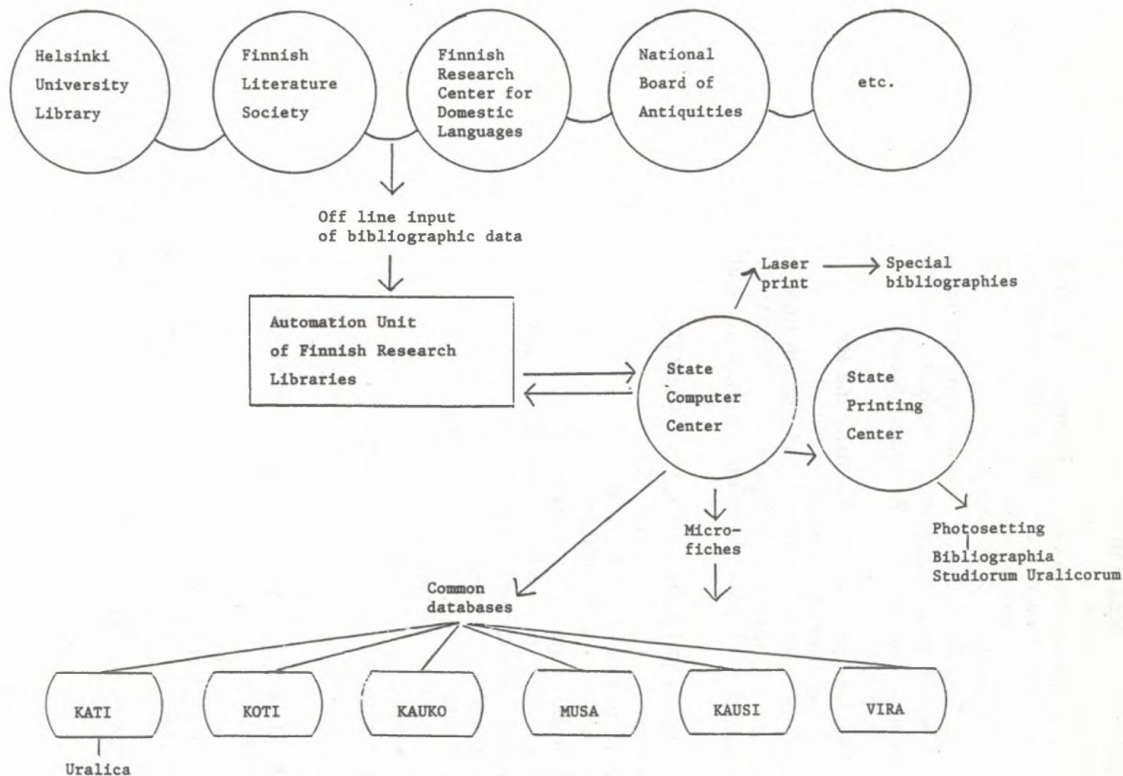 Helsinki
University
Library
Finnish
Literature
Society
Finnish
Research
Center for
Domestic
Languages
National
Board of
Antiquities
etc.
Off line input
of bibliographic data
Automation Unit
of Finnish Research
Libraries
Laser
print
Special
bibliographies
State
Computer
Center
State
Printing
Center
Micro-
fiches
Photosetting
Bibliographia
Studiorum Uralicorum
Common
databases
KATI
KOTI
KAUKO
MUSA
KAUSI
VIRA
Uralica